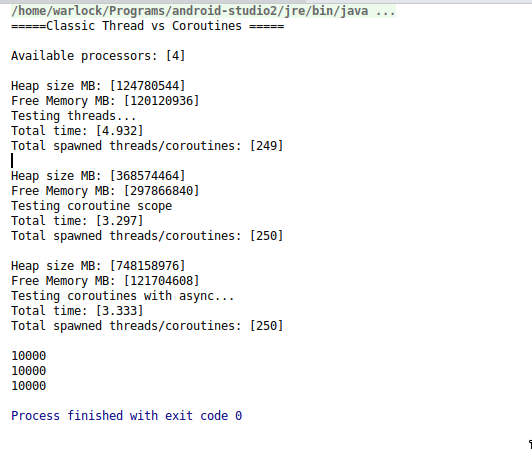 /home/warlock/Programs/android-studio2/jre/bin/java ...
=====Classic Thread vs Coroutines =====
Available processors: [4]
Heap size MB: [124780544]
Free Memory MB: [120120936]
Testing threads...
Total time: [4.932]
Total spawned threads/coroutines: [249]
Heap size MB: [368574464]
Free Memory MB: [297866840]
Testing coroutine scope
Total time: [3.297]
Total spawned threads/coroutines: [250]
Heap size MB: [748158976]
Free Memory MB: [121704608]
Testing coroutines with async...
Total time: [3.333]
Total spawned threads/coroutines: [250]
10000
10000
10000
Process finished with exit code 0